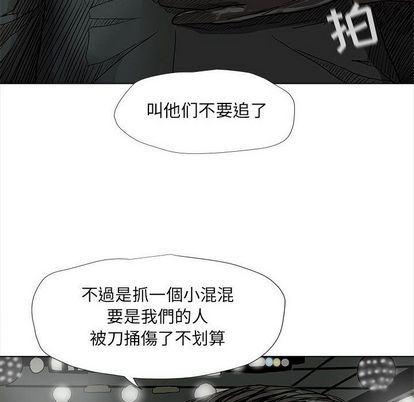 拍
叫他们不要追了
不過是抓一個小混混
要是我們的人
被刀捅傷了不划算